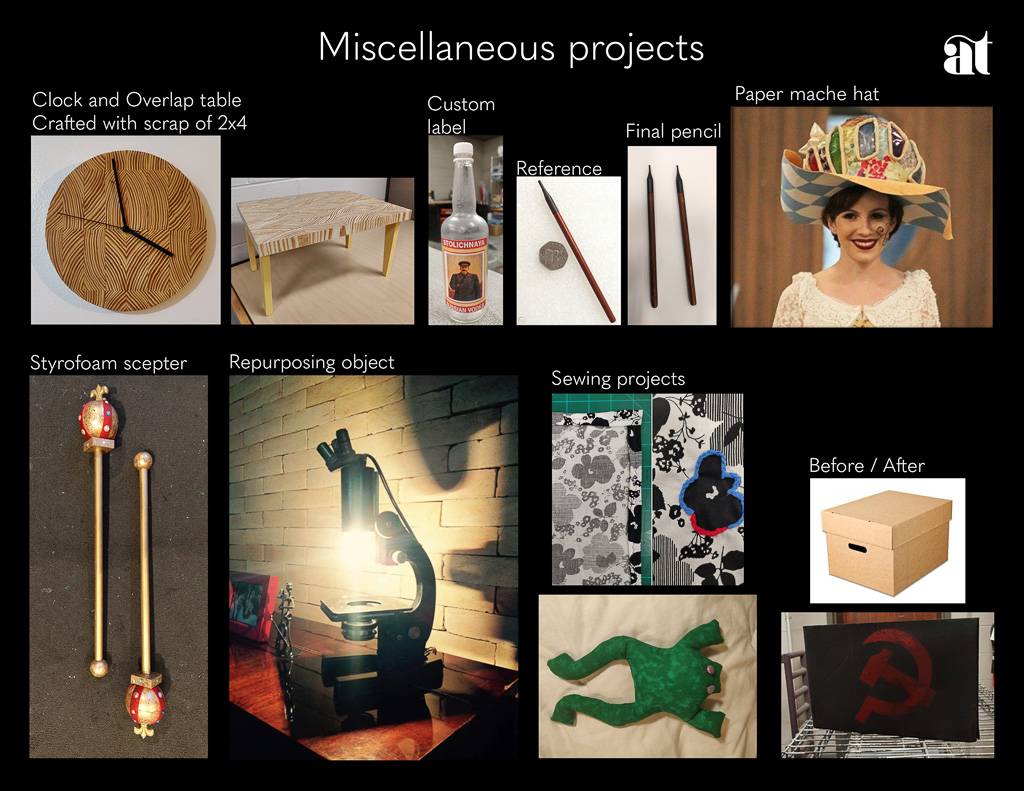 Miscellaneous projects
at
Clock and Overlap table
Crafted with scrap of 2x4
Custom
label
Reference
Final pencil
Paper mache hat
STOLICHNAYA
RUSSIAN VODKA
Styrofoam scepter
Repurposing object
Sewing projects
Before / After